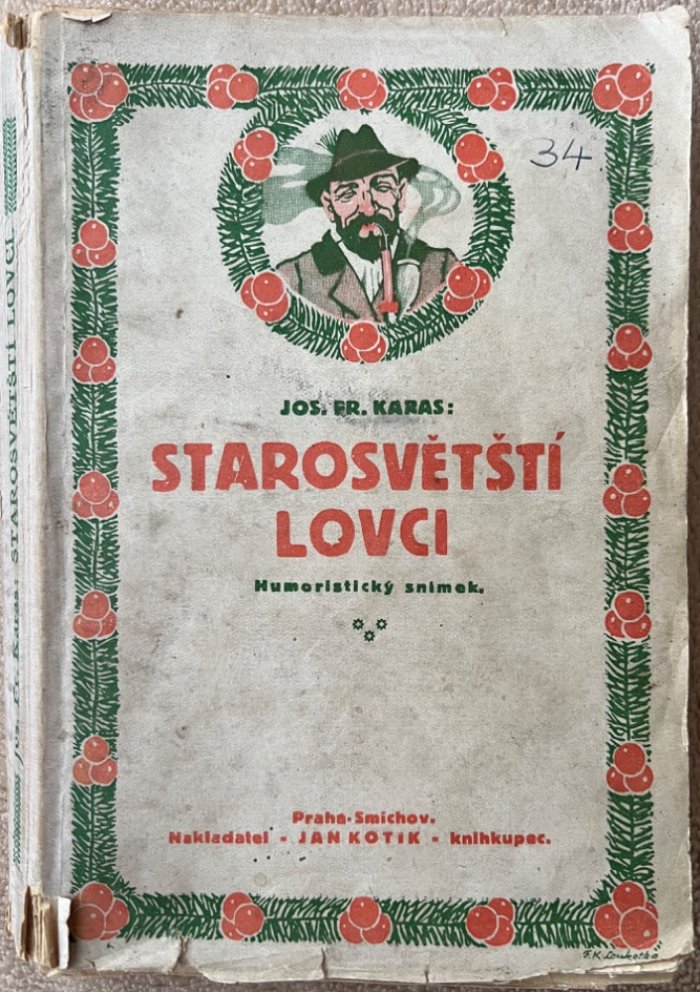 34
JOS. FR. KARAS:
STAROSVĚTŠTÍ
LOVCI
Humoristický snímek.
Praha-Smíchov.
Nakladatel - JAN KOTÍK - knihkupec.
F.K. Loukotka
Jos. Fr. Karas: STAROSVĚTŠTÍ LOVCI